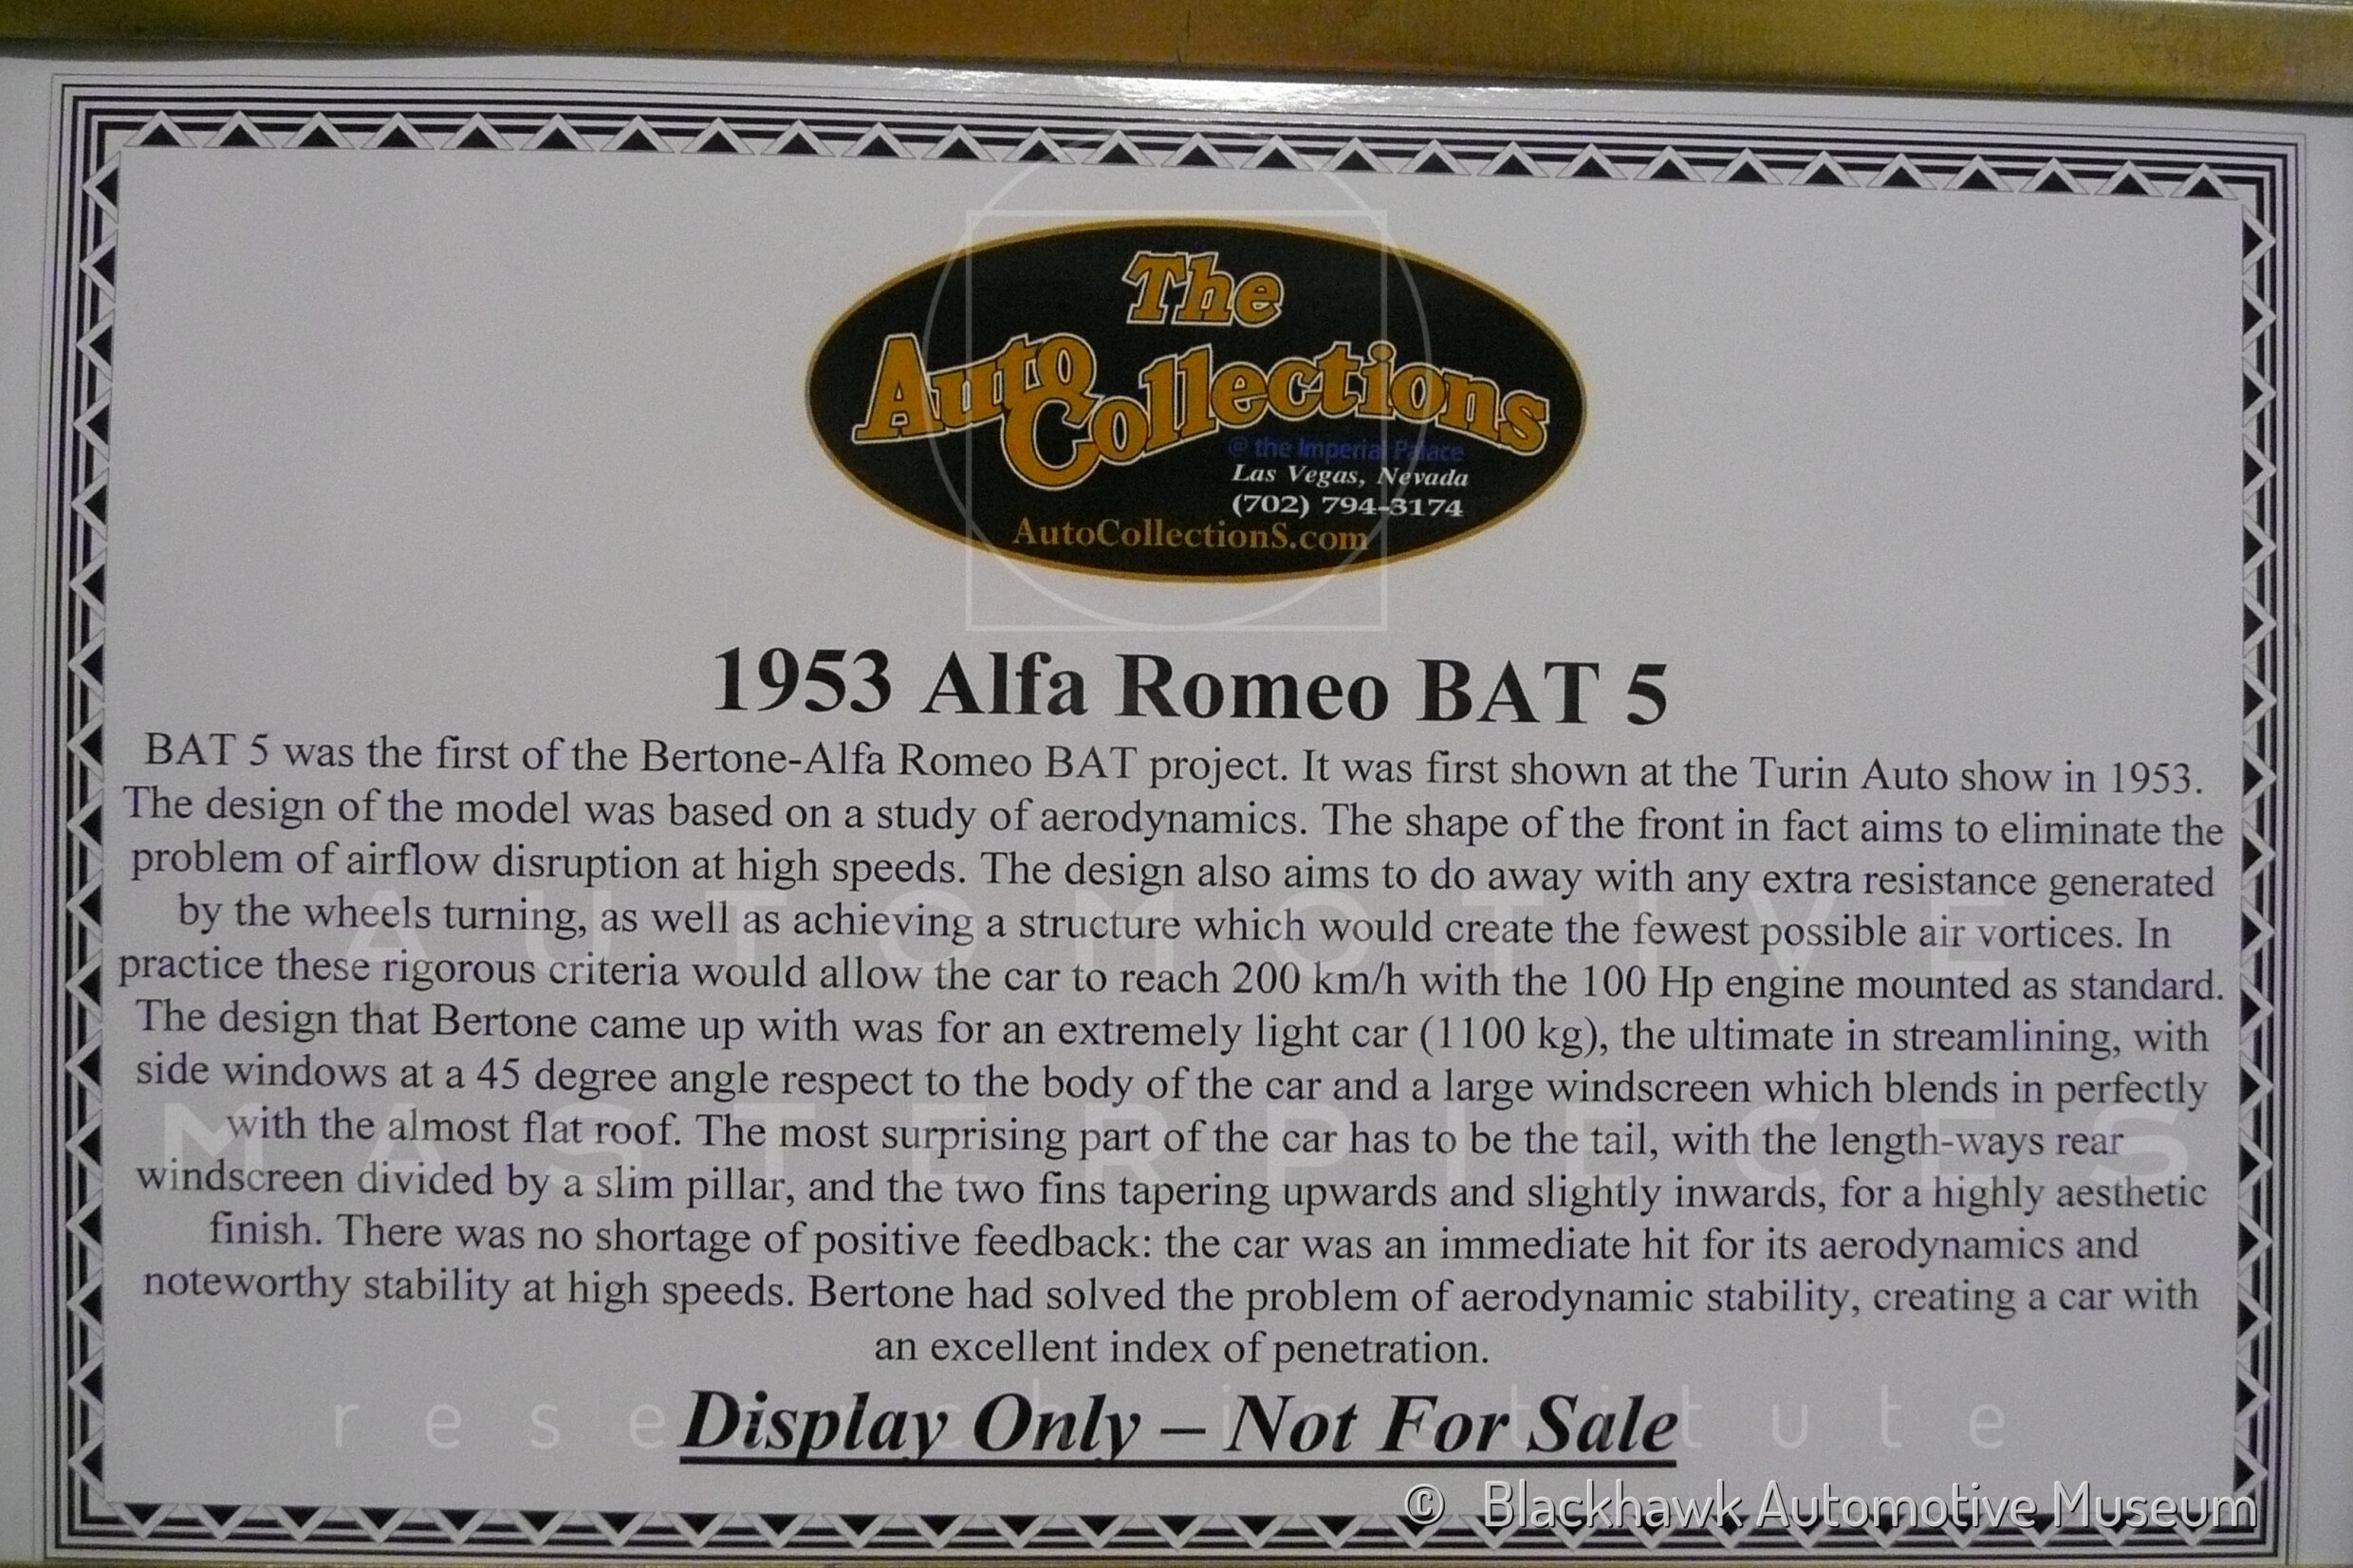 The
Auto Collections
@ the Imperial Palace
Las Vegas, Nevada
(702) 794-3174
AutoCollectionS.com
1953 Alfa Romeo BAT 5
BAT 5 was the first of the Bertone-Alfa Romeo BAT project. It was first shown at the Turin Auto show in 1953.
The design of the model was based on a study of aerodynamics. The shape of the front in fact aims to eliminate the
problem of airflow disruption at high speeds. The design also aims to do away with any extra resistance generated
by the wheels turning, as well as achieving a structure which would create the fewest possible air vortices. In
practice these rigorous criteria would allow the car to reach 200 km/h with the 100 Hp engine mounted as standard.
The design that Bertone came up with was for an extremely light car (1100 kg), the ultimate in streamlining, with
side windows at a 45 degree angle respect to the body of the car and a large windscreen which blends in perfectly
with the almost flat roof. The most surprising part of the car has to be the tail, with the length-ways rear
windscreen divided by a slim pillar, and the two fins tapering upwards and slightly inwards, for a highly aesthetic
finish. There was no shortage of positive feedback: the car was an immediate hit for its aerodynamics and
noteworthy stability at high speeds. Bertone had solved the problem of aerodynamic stability, creating a car with
an excellent index of penetration.
Display Only – Not For Sale
AUTOMOTIVE
MASTERPIECES
research institute
© Blackhawk Automotive Museum